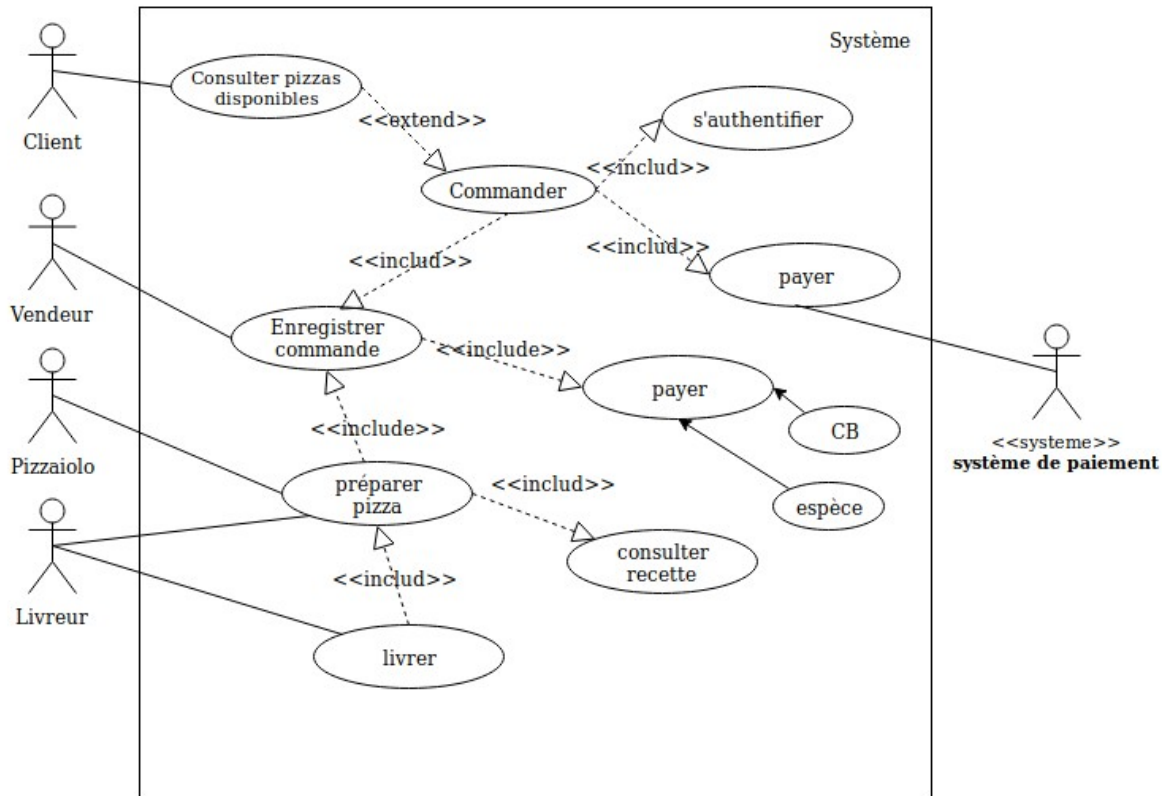 Système
Consulter pizzas
disponibles
<<extend>>
s'authentifier
Client
<<includ>>
Commander
<<includ>>
<<includ>>
payer
Vendeur
Enregistrer
commande
<<include>>
payer
CB
<<systeme>>
système de paiement
<<include>>
Pizzaiolo
préparer
pizza
<<includ>>
espèce
consulter
recette
<<includ>>
Livreur
livrer